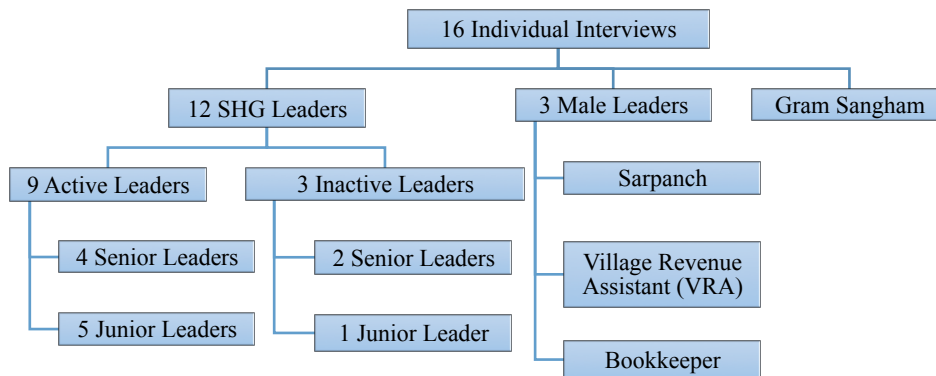 16 Individual Interviews
12 SHG Leaders
3 Male Leaders
Gram Sangham
9 Active Leaders
3 Inactive Leaders
Sarpanch
4 Senior Leaders
2 Senior Leaders
Village Revenue
Assistant (VRA)
5 Junior Leaders
1 Junior Leader
Bookkeeper